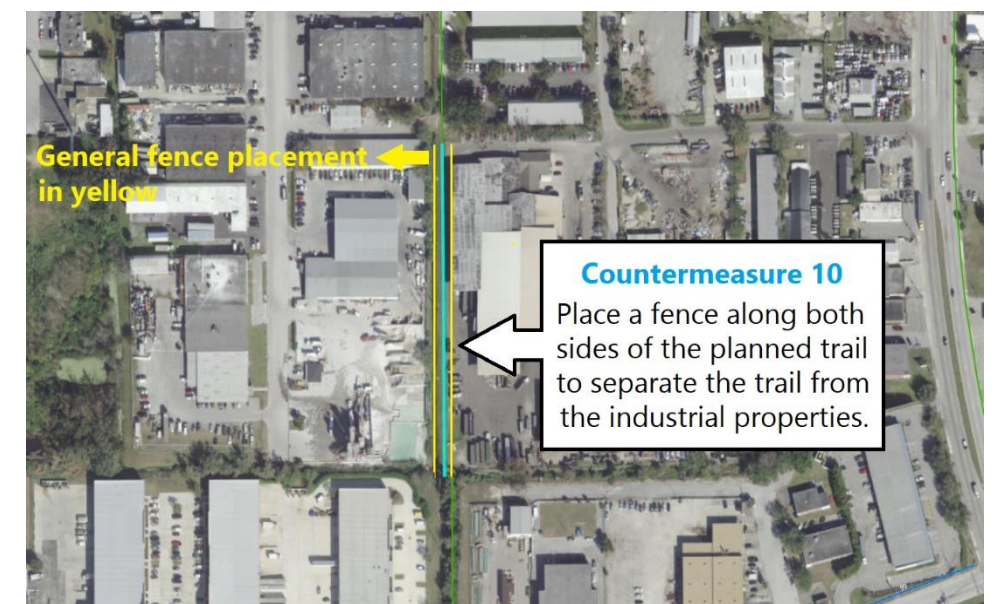 General fence placement
in yellow
Countermeasure 10
Place a fence along both
sides of the planned trail
to separate the trail from
the industrial properties.